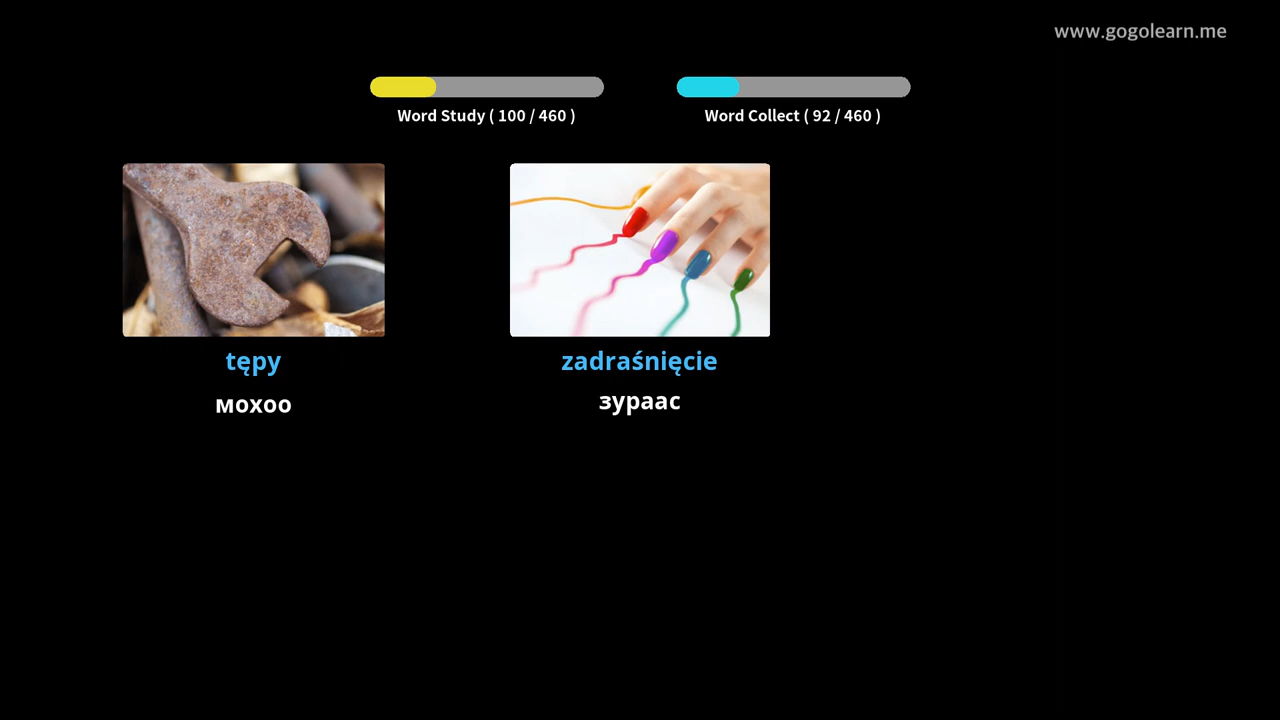 www.gogolearn.me
Word Study ( 100 / 460 )
Word Collect ( 92 / 460 )
tępy
мохоо
zadraśnięcie
зураас